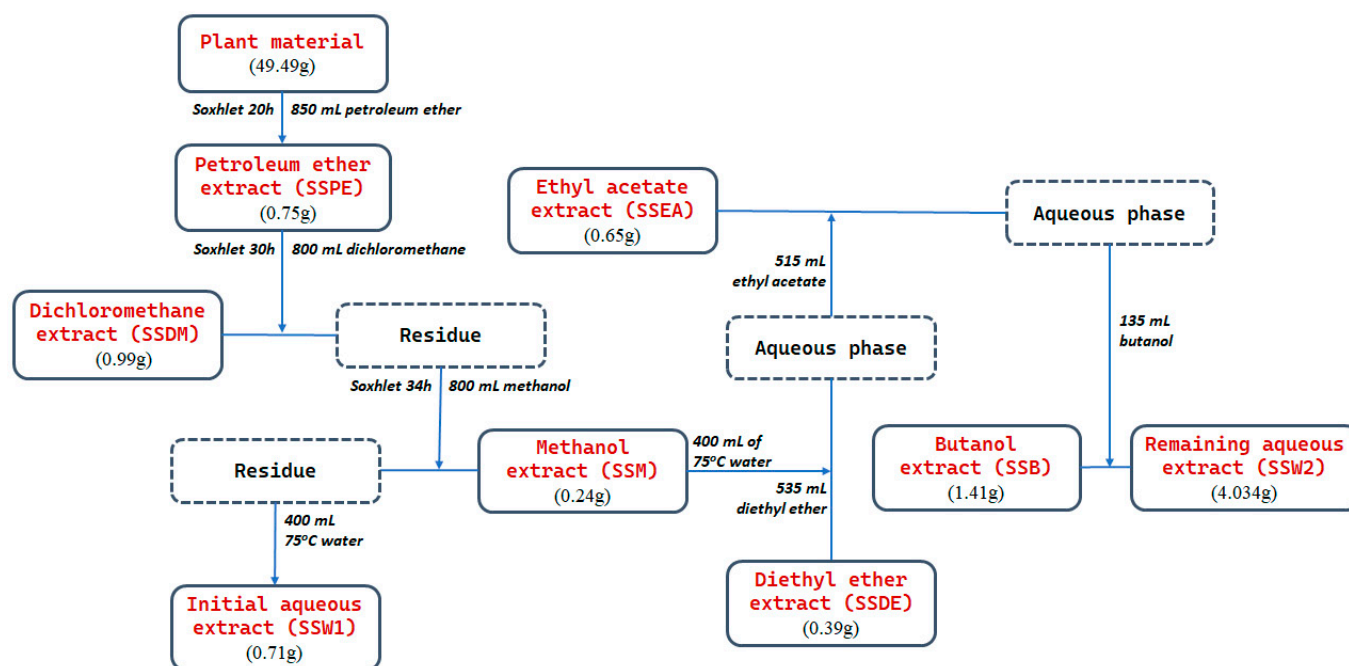 Plant material
(49.49g)
Soxhlet 20h
850 mL petroleum ether
Petroleum ether
extract (SSPE)
(0.75g)
Soxhlet 30h
800 mL dichloromethane
Dichloromethane
extract (SSDM)
(0.99g)
Residue
Soxhlet 34h
800 mL methanol
Residue
Methanol
extract (SSM)
(0.24g)
400 mL
75°C water
Initial aqueous
extract (SSW1)
(0.71g)
400 mL of
75°C water
535 mL
diethyl ether
Diethyl ether
extract (SSDE)
(0.39g)
Aqueous phase
515 mL
ethyl acetate
Ethyl acetate
extract (SSEA)
(0.65g)
Aqueous phase
135 mL
butanol
Butanol
extract (SSB)
(1.41g)
Remaining aqueous
extract (SSW2)
(4.034g)